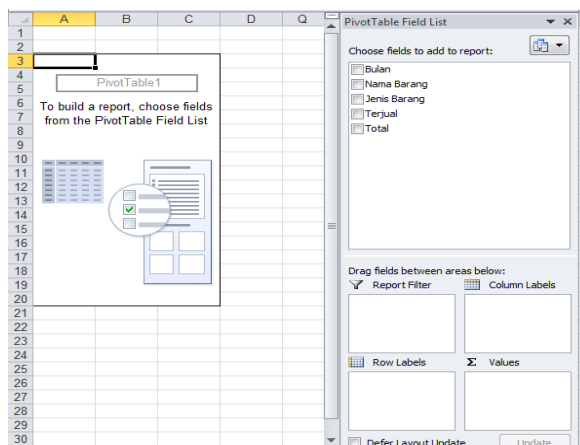 A B C D Q
PivotTable Field List
1
2
3
4
5
6
7
8
9
10
11
12
13
14
15
16
17
18
19
20
21
22
23
24
25
26
27
28
29
30
PivotTable1
To build a report, choose fields
from the PivotTable Field List
Choose fields to add to report:
Bulan
Nama Barang
Jenis Barang
Terjual
Total
Drag fields between areas below:
Report Filter Column Labels
Row Labels Σ Values
Defer Layout Update Update